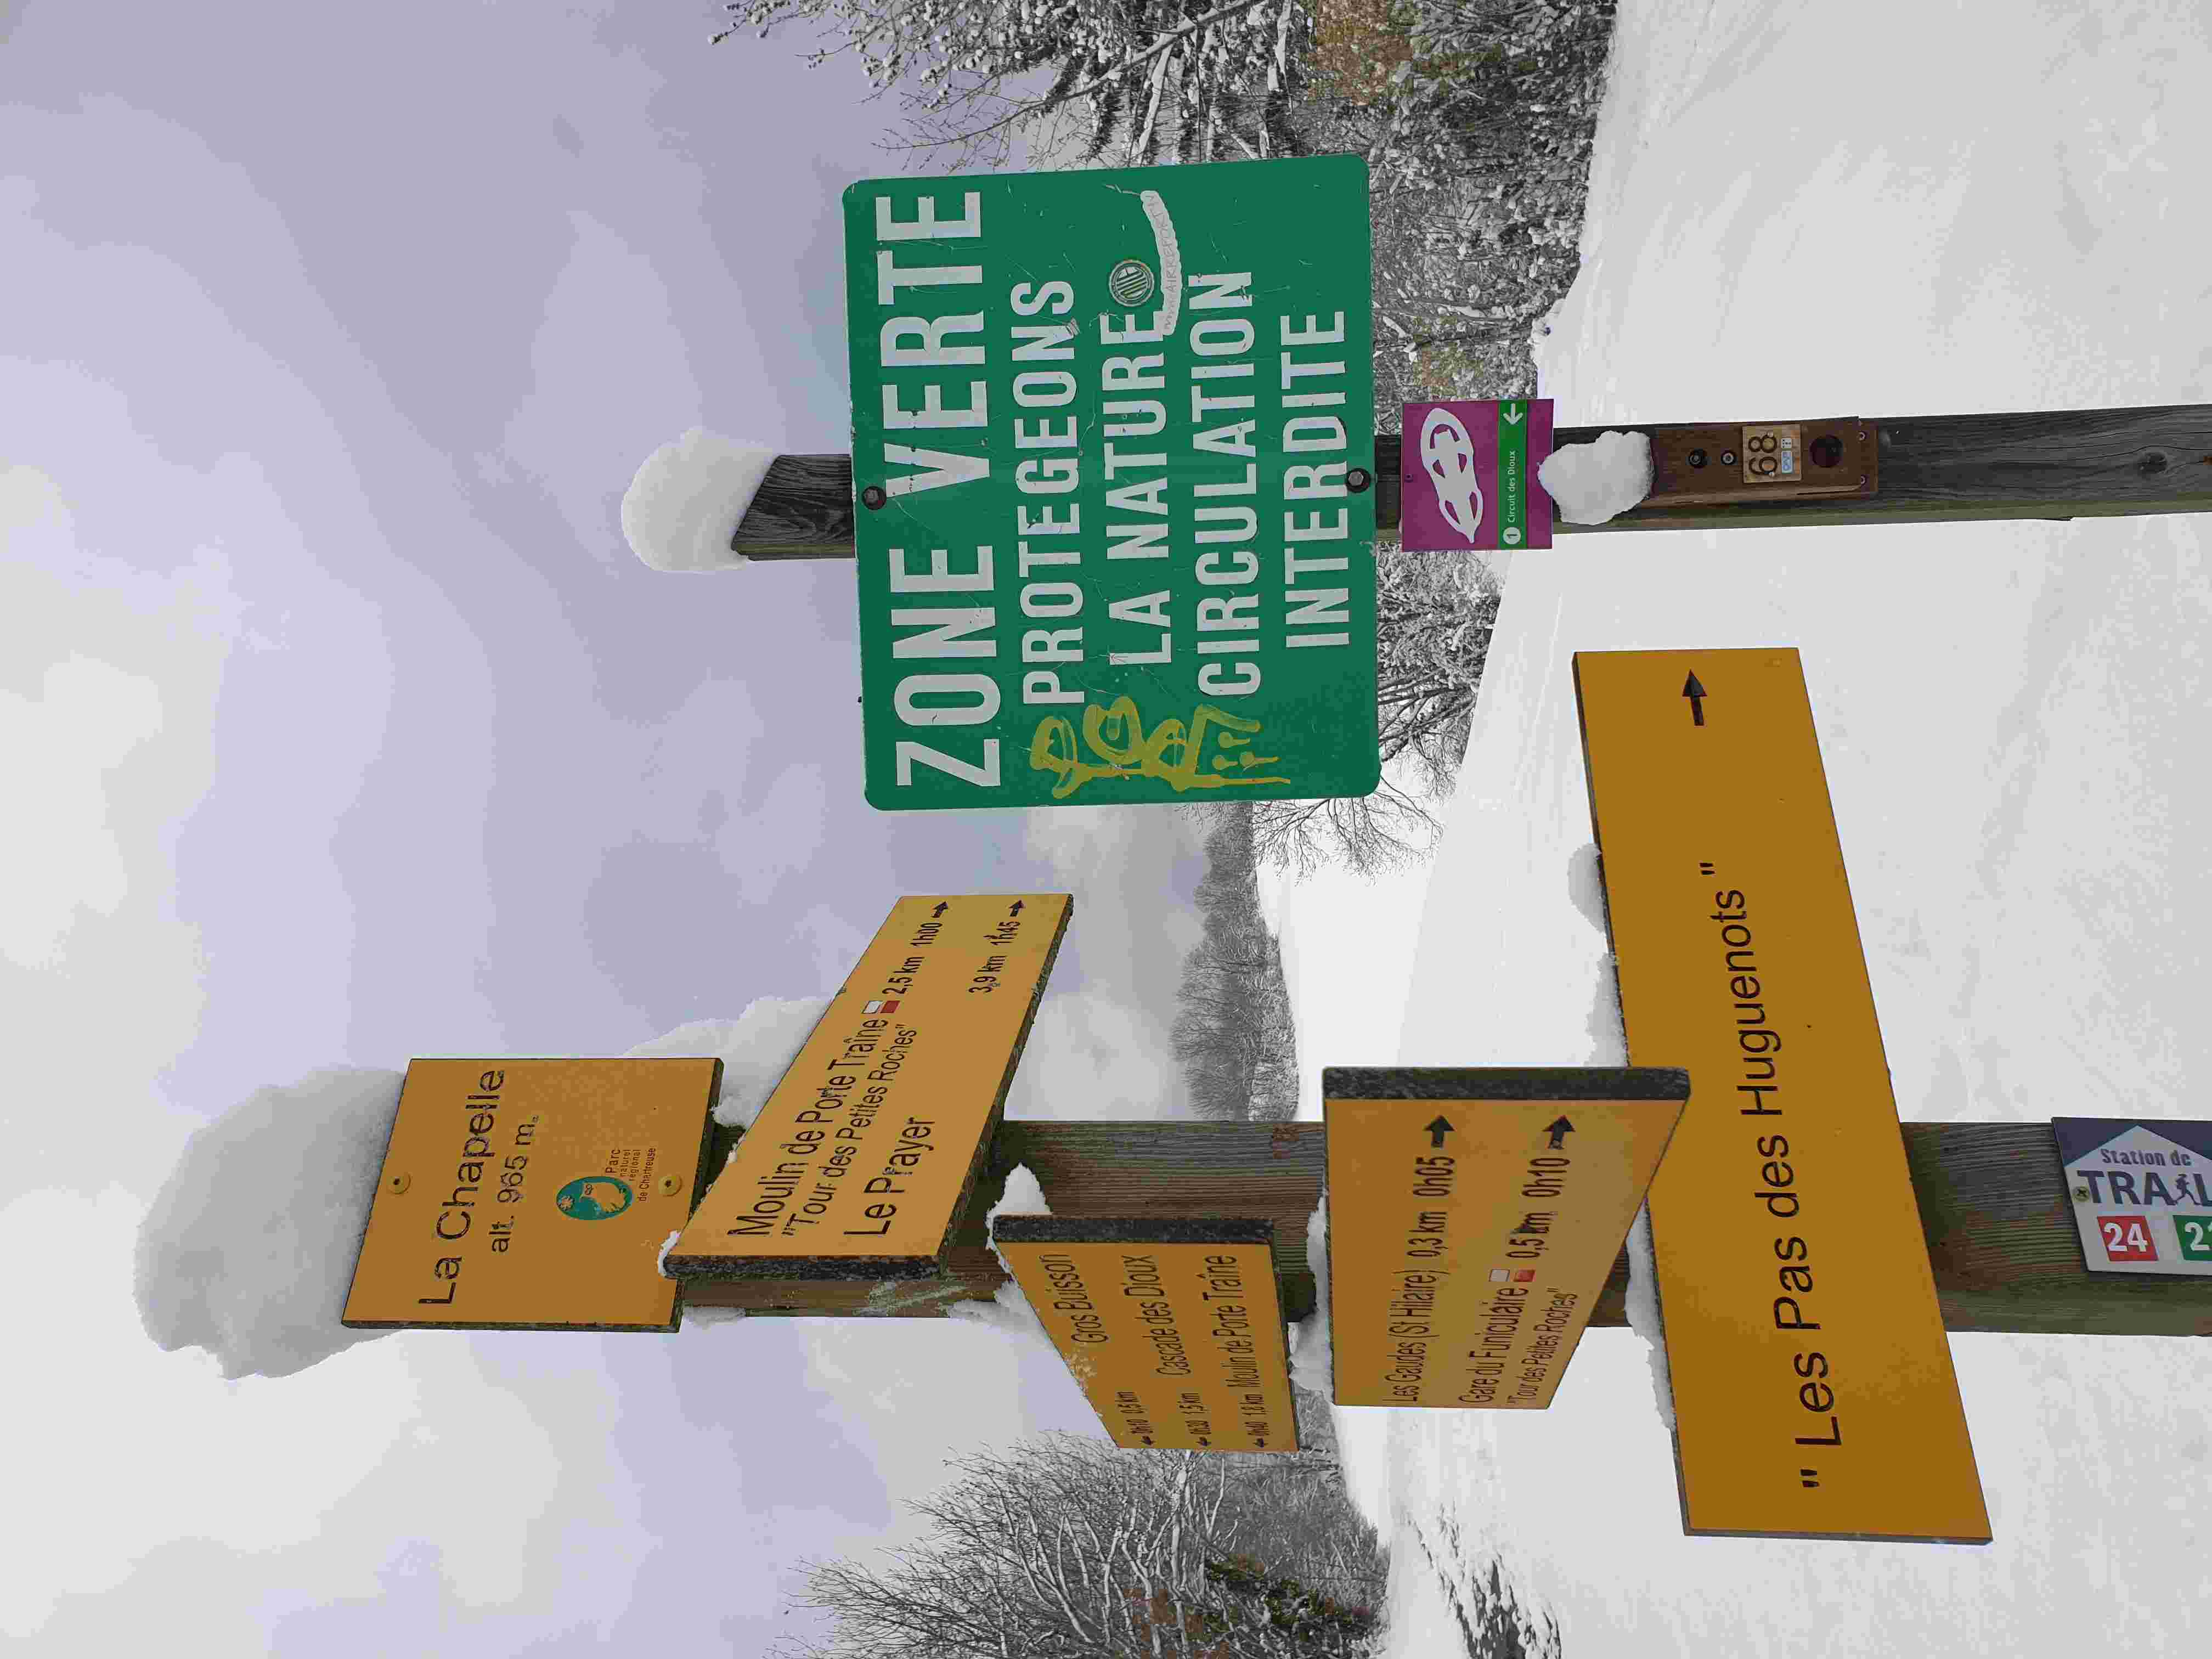 La Chapelle
alt. 965 m.
Parc
naturel
régional
de Chartreuse
Moulin de Porte Traîne 2,5 km 1h00
"Tour des Petites Roches"
Le Prayer 3,9 km 1h45
0h10 0,5 km Gros Buisson
0h30 1,5 km Cascade des Dioux
0h40 1,8 km Moulin de Porte Traîne
Les Gaudes (St Hilaire) 0,3 km 0h05
Gare du Funiculaire 0,5 km 0h10
"Tour des Petites Roches"
" Les Pas des Huguenots "
Station de
TRAIL
24
ZONE VERTE
PROTEGEONS
LA NATURE
CIRCULATION
INTERDITE
1 Circuit des Dioux
68